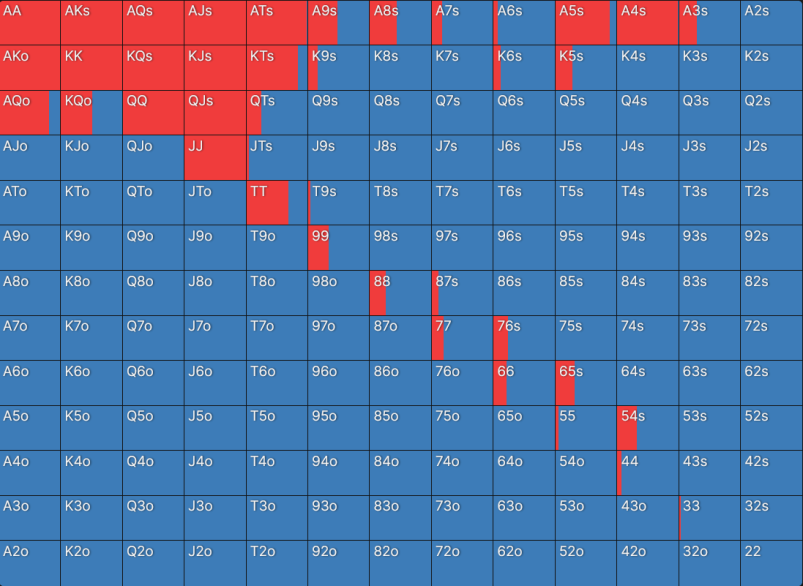 AA AKs AQs AJs ATs A9s A8s A7s A6s A5s A4s A3s A2s
AKo KK KQs KJs KTs K9s K8s K7s K6s K5s K4s K3s K2s
AQo KQo QQ QJs QTs Q9s Q8s Q7s Q6s Q5s Q4s Q3s Q2s
AJo KJo QJo JJ JTs J9s J8s J7s J6s J5s J4s J3s J2s
ATo KTo QTo JTo TT T9s T8s T7s T6s T5s T4s T3s T2s
A9o K9o Q9o J9o T9o 99 98s 97s 96s 95s 94s 93s 92s
A8o K8o Q8o J8o T8o 98o 88 87s 86s 85s 84s 83s 82s
A7o K7o Q7o J7o T7o 97o 87o 77 76s 75s 74s 73s 72s
A6o K6o Q6o J6o T6o 96o 86o 76o 66 65s 64s 63s 62s
A5o K5o Q5o J5o T5o 95o 85o 75o 65o 55 54s 53s 52s
A4o K4o Q4o J4o T4o 94o 84o 74o 64o 54o 44 43s 42s
A3o K3o Q3o J3o T3o 93o 83o 73o 63o 53o 43o 33 32s
A2o K2o Q2o J2o T2o 92o 82o 72o 62o 52o 42o 32o 22